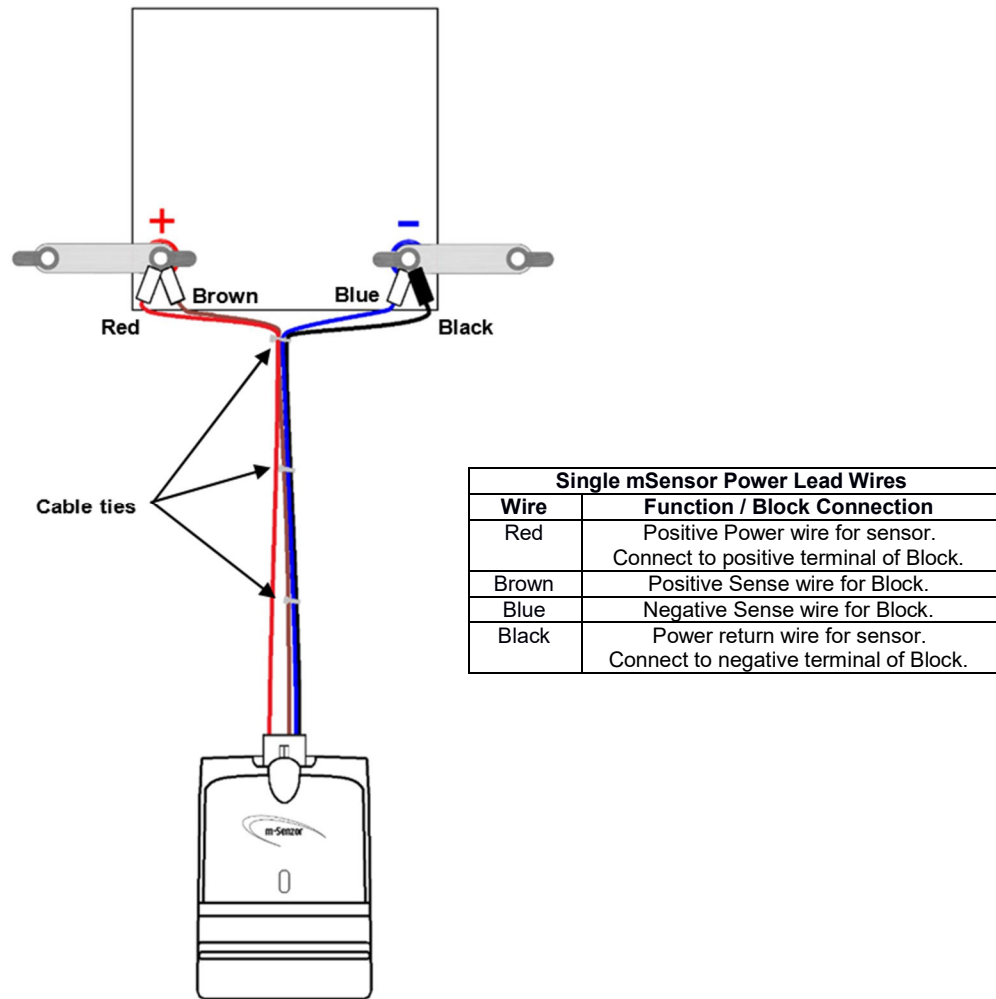 +
−
Brown
Blue
Red
Black
Cable ties
Single mSensor Power Lead Wires
Wire Function / Block Connection
Red Positive Power wire for sensor.
Connect to positive terminal of Block.
Brown Positive Sense wire for Block.
Blue Negative Sense wire for Block.
Black Power return wire for sensor.
Connect to negative terminal of Block.
m-Senzor